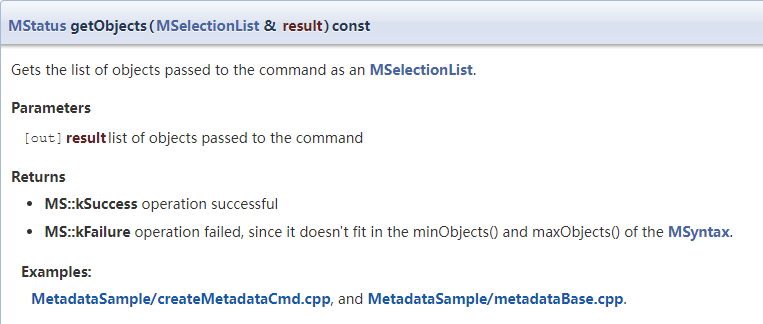 MStatus getObjects(MSelectionList & result)const
Gets the list of objects passed to the command as an MSelectionList.
Parameters
[out] result list of objects passed to the command
Returns
• MS::kSuccess operation successful
• MS::kFailure operation failed, since it doesn't fit in the minObjects() and maxObjects() of the MSyntax.
Examples:
MetadataSample/createMetadataCmd.cpp, and MetadataSample/metadataBase.cpp.